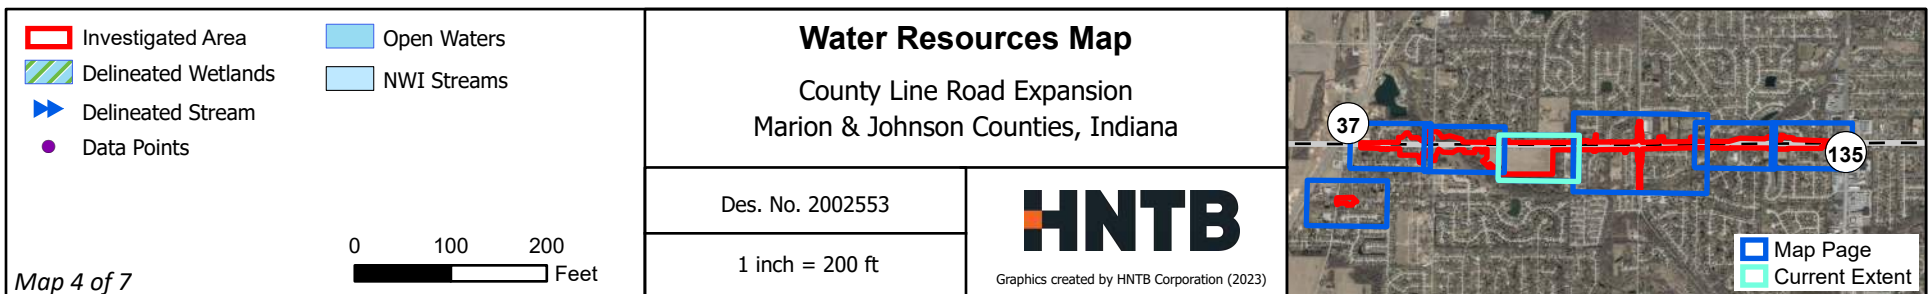 Investigated Area
Delineated Wetlands
Delineated Stream
Data Points
Open Waters
NWI Streams
0 100 200
Feet
Map 4 of 7
Water Resources Map
County Line Road Expansion
Marion & Johnson Counties, Indiana
Des. No. 2002553
1 inch = 200 ft
HNTB
Graphics created by HNTB Corporation (2023)
37
135
Map Page
Current Extent